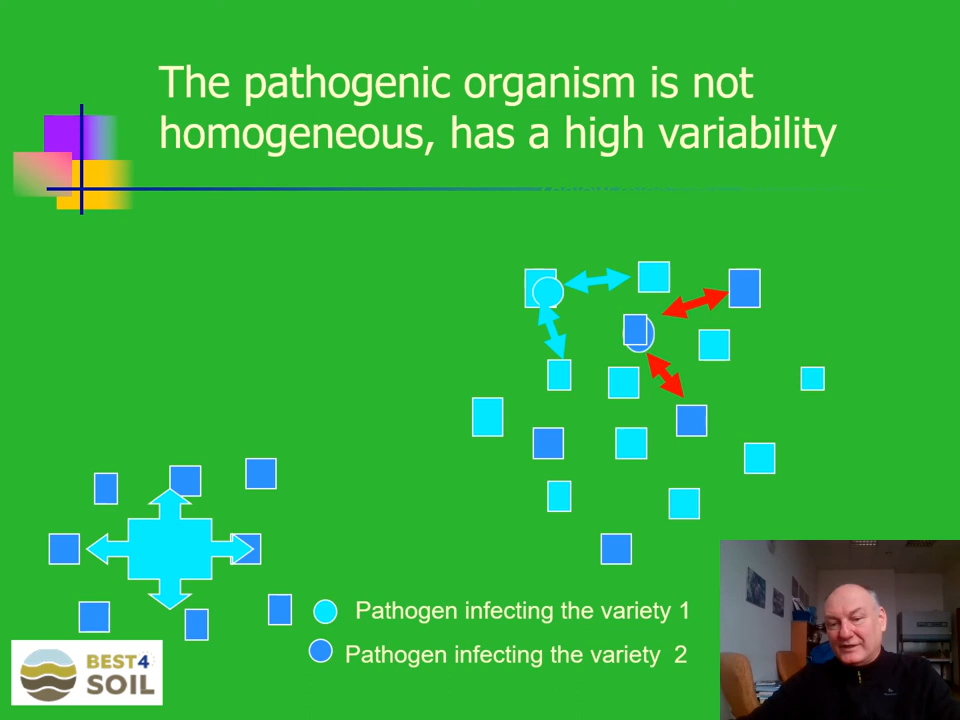 The pathogenic organism is not
homogeneous, has a high variability
Pathogen infecting the variety 1
Pathogen infecting the variety 2
BEST4
SOIL